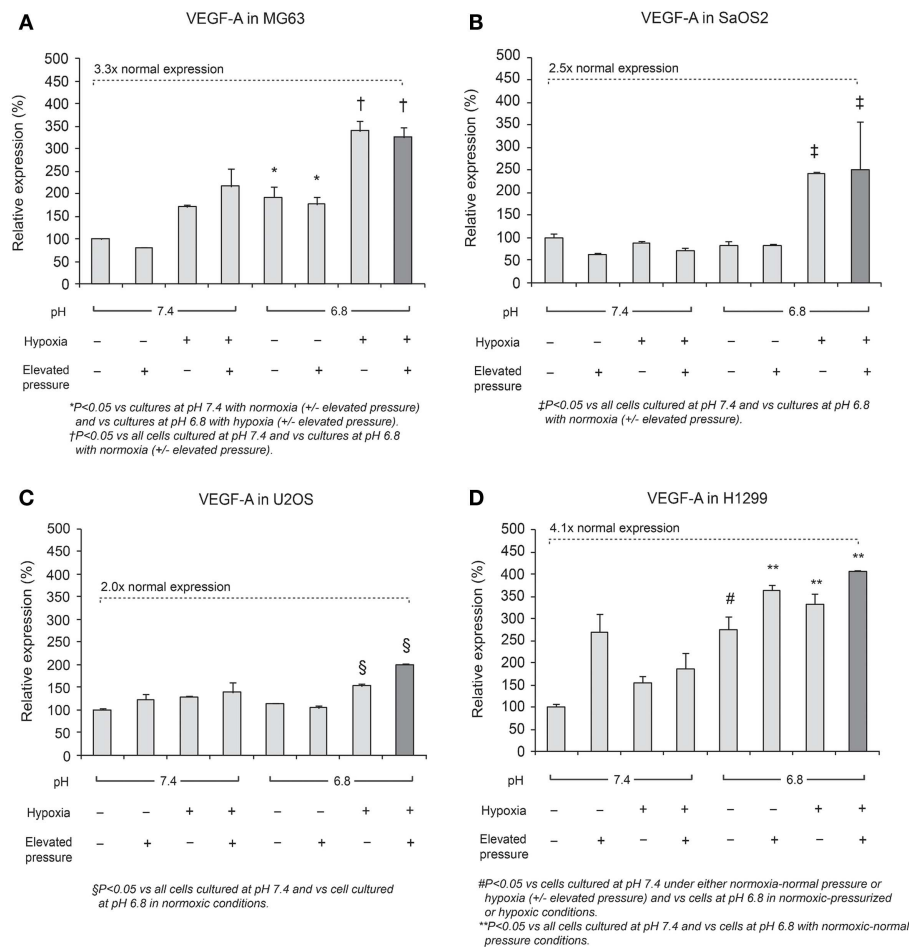 A
VEGF-A in MG63
3.3x normal expression
Relative expression (%)
500
450
400
350
300
250
200
150
100
50
0
* * † †
pH 7.4 6.8
Hypoxia – – + + – – + +
Elevated
pressure – + – + – + – +
*P<0.05 vs cultures at pH 7.4 with normoxia (+/- elevated pressure)
and vs cultures at pH 6.8 with hypoxia (+/- elevated pressure).
†P<0.05 vs all cells cultured at pH 7.4 and vs cultures at pH 6.8
with normoxia (+/- elevated pressure).
B
VEGF-A in SaOS2
2.5x normal expression
Relative expression (%)
500
450
400
350
300
250
200
150
100
50
0
‡ ‡
pH 7.4 6.8
Hypoxia – – + + – – + +
Elevated
pressure – + – + – + – +
‡P<0.05 vs all cells cultured at pH 7.4 and vs cultures at pH 6.8
with normoxia (+/- elevated pressure).
C
VEGF-A in U2OS
2.0x normal expression
Relative expression (%)
500
450
400
350
300
250
200
150
100
50
0
§ §
pH 7.4 6.8
Hypoxia – – + + – – + +
Elevated
pressure – + – + – + – +
§P<0.05 vs all cells cultured at pH 7.4 and vs cell cultured
at pH 6.8 in normoxic conditions.
D
VEGF-A in H1299
4.1x normal expression
Relative expression (%)
500
450
400
350
300
250
200
150
100
50
0
# ** ** **
pH 7.4 6.8
Hypoxia – – + + – – + +
Elevated
pressure – + – + – + – +
#P<0.05 vs cells cultured at pH 7.4 under either normoxia-normal pressure or
hypoxia (+/- elevated pressure) and vs cells at pH 6.8 in normoxic-pressurized
or hypoxic conditions.
**P<0.05 vs all cells cultured at pH 7.4 and vs cells at pH 6.8 with normoxic-normal
pressure conditions.